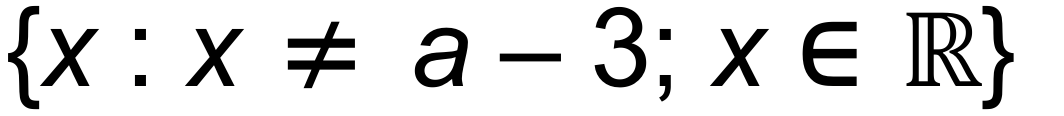 {x : x ≠ a – 3; x ∈ ℝ}